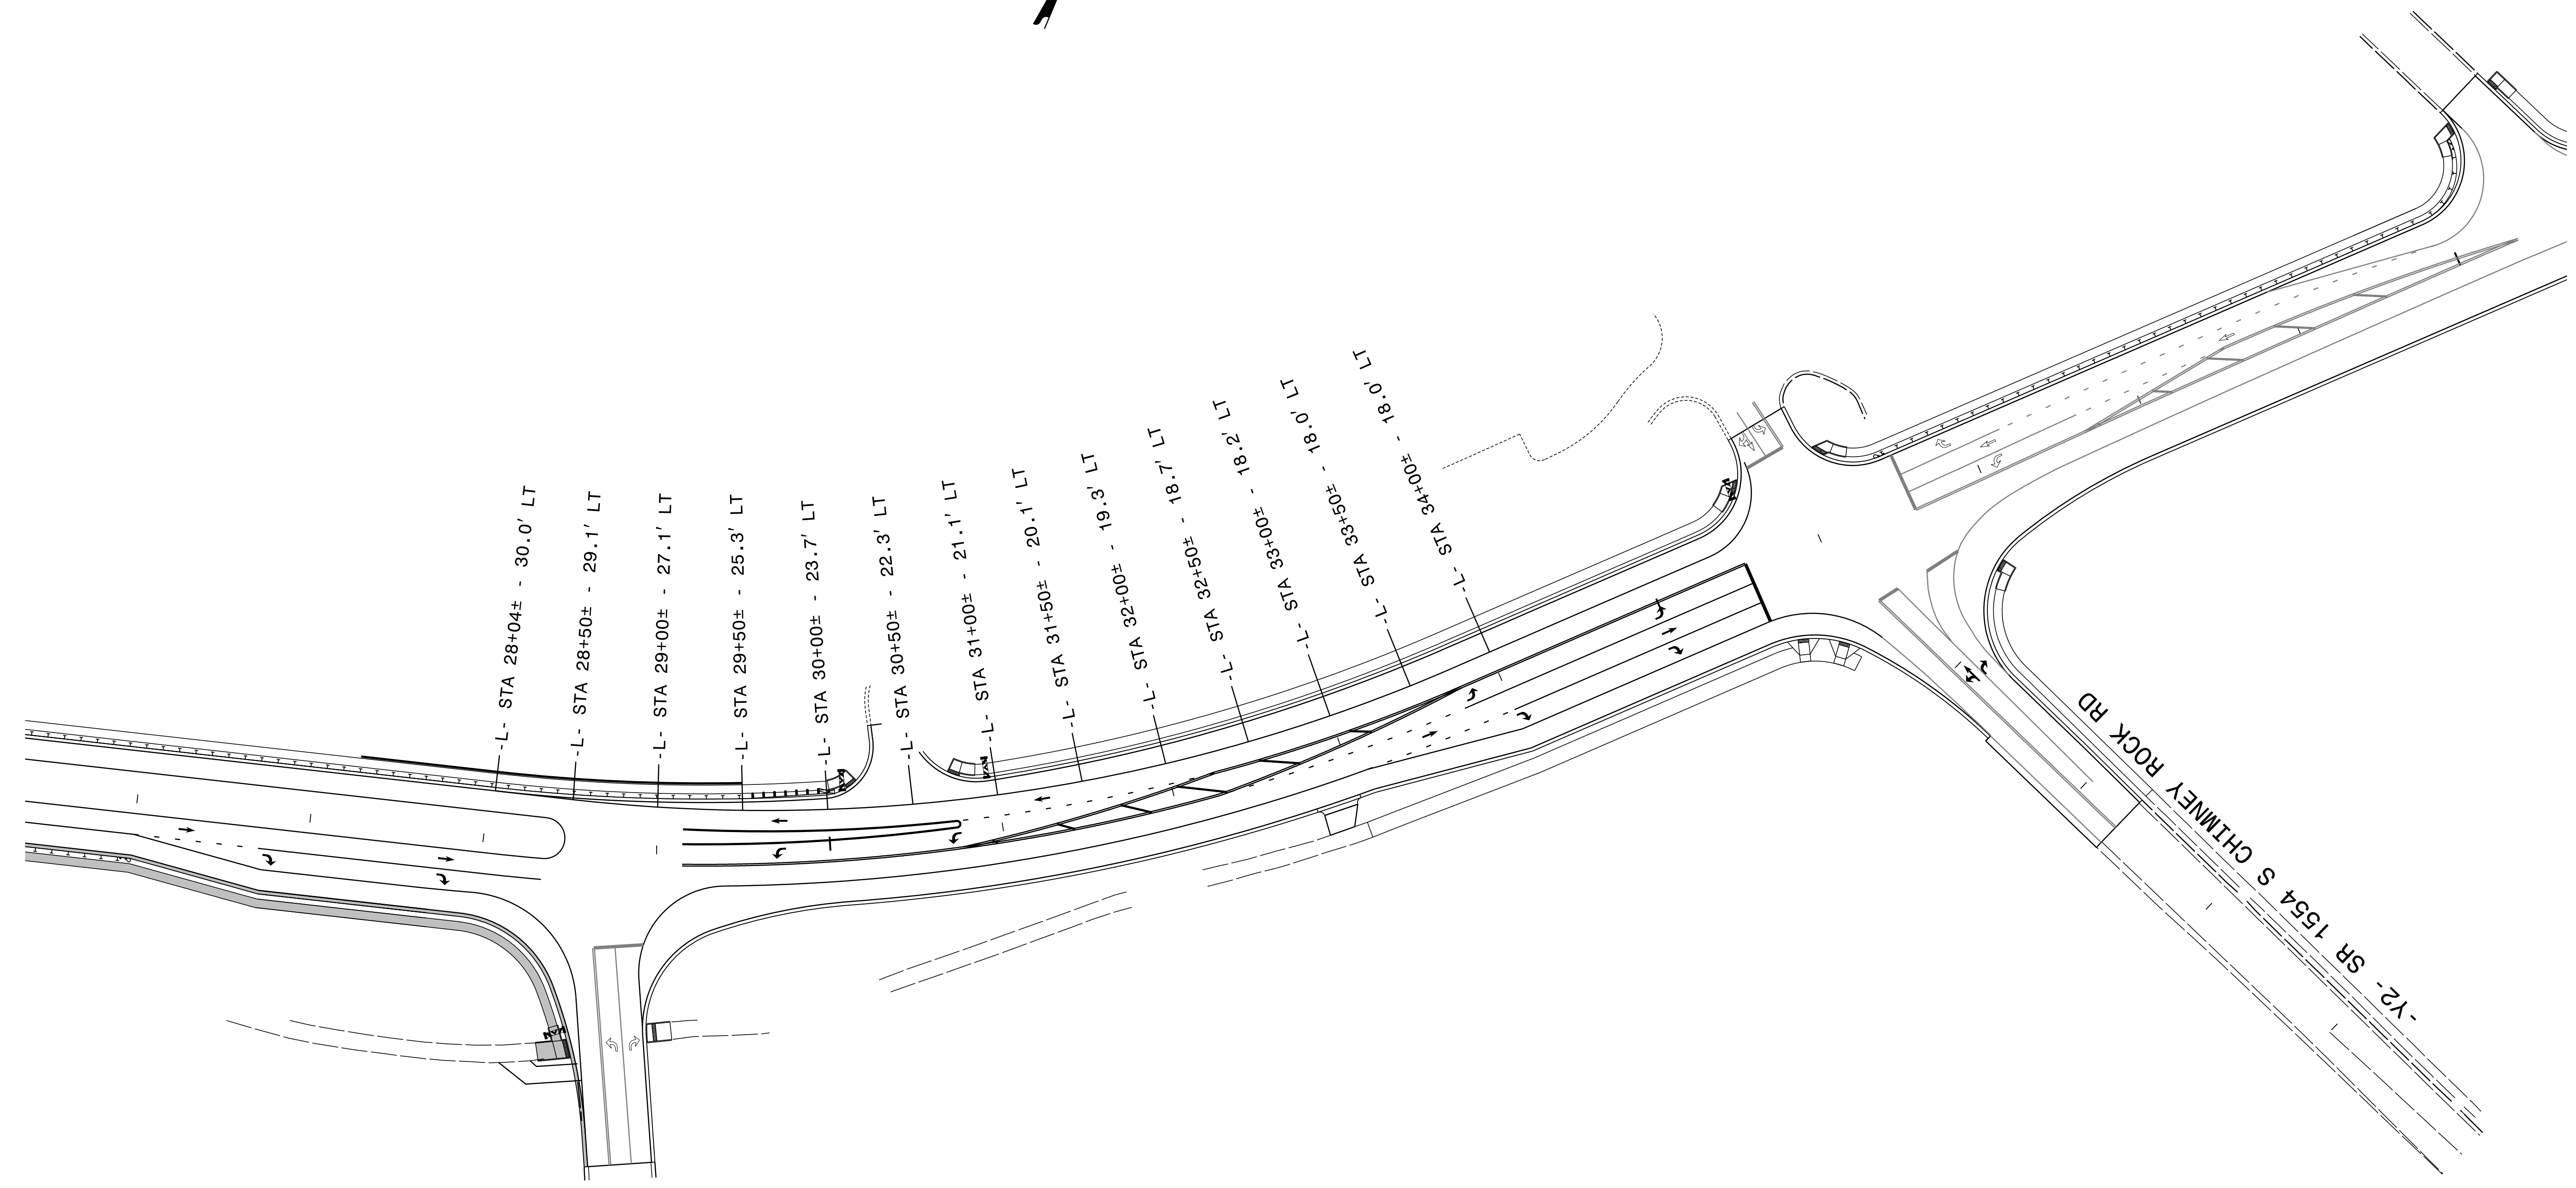 -L- STA 28+04± - 30.0' LT
-L- STA 28+50± - 29.1' LT
-L- STA 29+00± - 27.1' LT
-L- STA 29+50± - 25.3' LT
-L- STA 30+00± - 23.7' LT
-L- STA 30+50± - 22.3' LT
-L- STA 31+00± - 21.1' LT
-L- STA 31+50± - 20.1' LT
-L- STA 32+00± - 19.3' LT
-L- STA 32+50± - 18.7' LT
-L- STA 33+00± - 18.2' LT
-L- STA 33+50± - 18.0' LT
-L- STA 34+00± - 18.0' LT
-Y2- SR 1554 S CHIMNEY ROCK RD